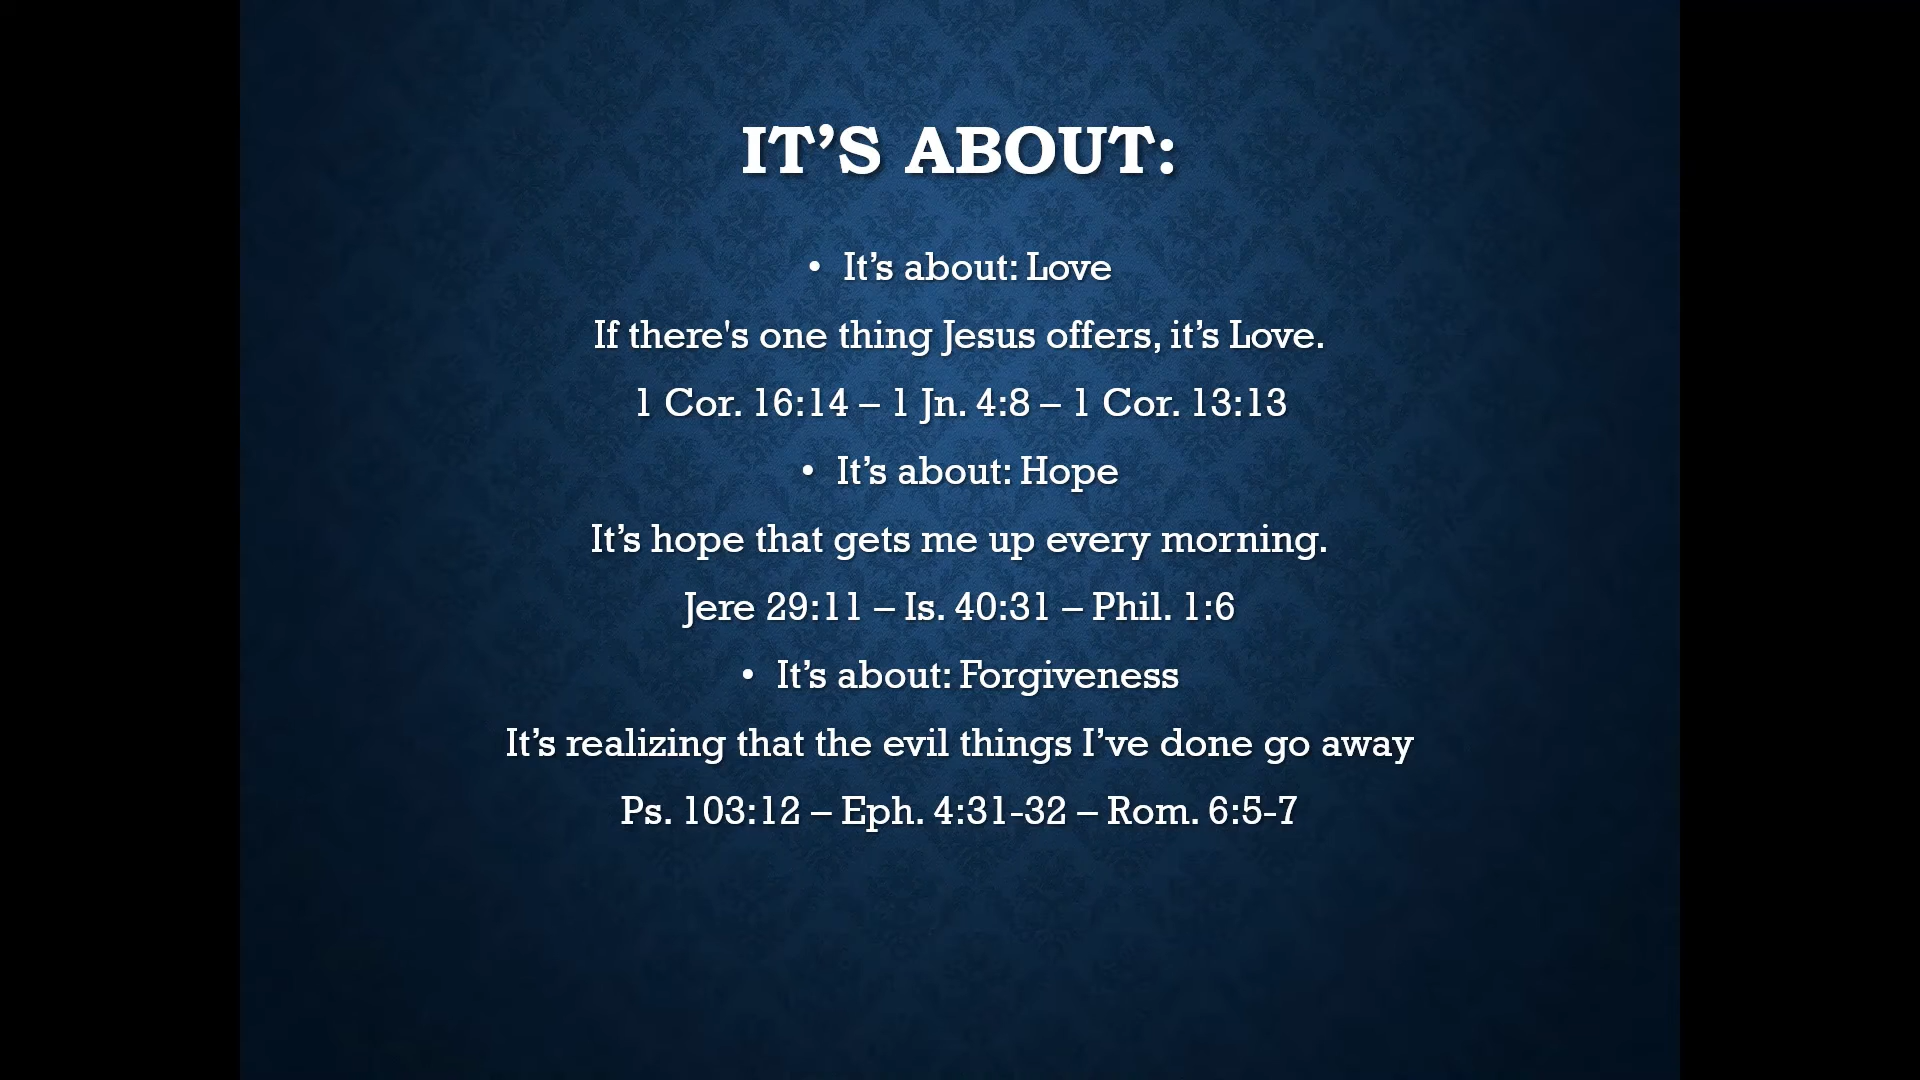 IT’S ABOUT:
• It’s about: Love
If there's one thing Jesus offers, it’s Love.
1 Cor. 16:14 – 1 Jn. 4:8 – 1 Cor. 13:13
• It’s about: Hope
It’s hope that gets me up every morning.
Jere 29:11 – Is. 40:31 – Phil. 1:6
• It’s about: Forgiveness
It’s realizing that the evil things I’ve done go away
Ps. 103:12 – Eph. 4:31-32 – Rom. 6:5-7